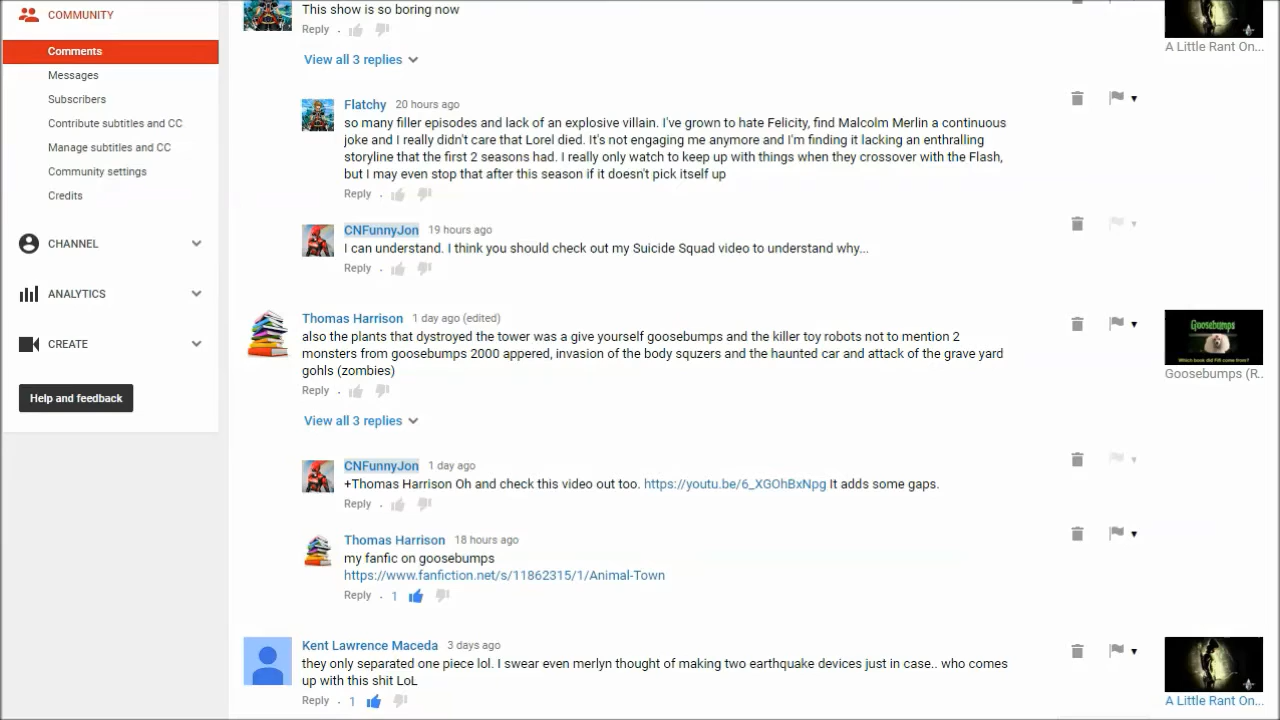 COMMUNITY
Comments
Messages
Subscribers
Contribute subtitles and CC
Manage subtitles and CC
Community settings
Credits
CHANNEL
ANALYTICS
CREATE
Help and feedback
This show is so boring now
Reply .
View all 3 replies
Flatchy 20 hours ago
so many filler episodes and lack of an explosive villain. I've grown to hate Felicity, find Malcolm Merlin a continuous
joke and I really didn't care that Lorel died. It's not engaging me anymore and I'm finding it lacking an enthralling
storyline that the first 2 seasons had. I really only watch to keep up with things when they crossover with the Flash,
but I may even stop that after this season if it doesn't pick itself up
Reply .
CNFunnyJon 19 hours ago
I can understand. I think you should check out my Suicide Squad video to understand why...
Reply .
Thomas Harrison 1 day ago (edited)
also the plants that dystroyed the tower was a give yourself goosebumps and the killer toy robots not to mention 2
monsters from goosebumps 2000 appered, invasion of the body squzers and the haunted car and attack of the grave yard
gohls (zombies)
Reply .
View all 3 replies
CNFunnyJon 1 day ago
+Thomas Harrison Oh and check this video out too. https://youtu.be/6_XGOhBxNpg It adds some gaps.
Reply .
Thomas Harrison 18 hours ago
my fanfic on goosebumps
https://www.fanfiction.net/s/11862315/1/Animal-Town
Reply . 1
Kent Lawrence Maceda 3 days ago
they only separated one piece lol. I swear even merlyn thought of making two earthquake devices just in case.. who comes
up with this shit LoL
Reply . 1
A Little Rant On...
Goosebumps
Which book did Fifi come from?
Goosebumps (R..
A Little Rant On...